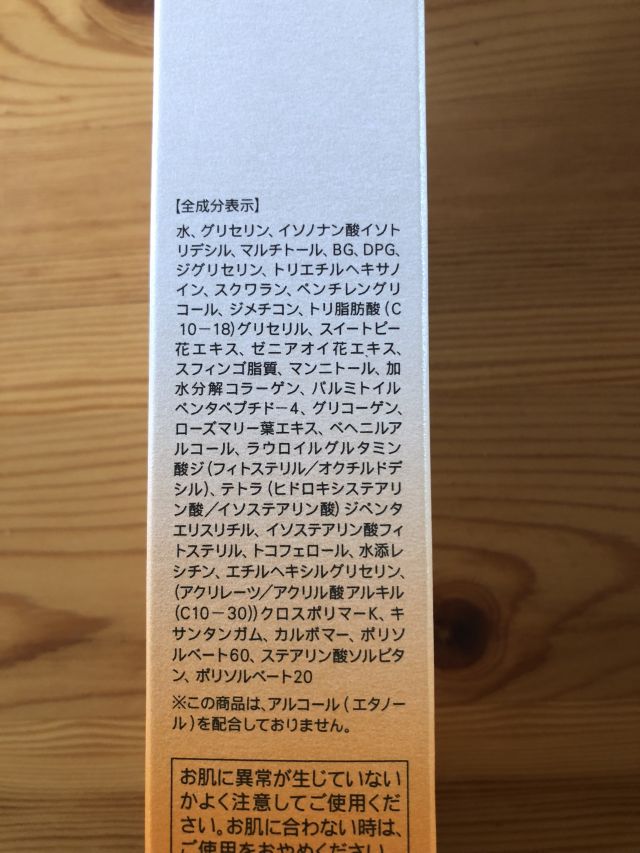 【全成分表示】
水、グリセリン、イソノナン酸イソト
リデシル、マルチトール、BG、DPG、
ジグリセリン、トリエチルヘキサノ
イン、スクワラン、ペンチレングリ
コール、ジメチコン、トリ脂肪酸(C
10－18)グリセリル、スイートピー
花エキス、ゼニアオイ花エキス、
スフィンゴ脂質、マンニトール、加
水分解コラーゲン、パルミトイル
ペンタペプチド－4、グリコーゲン、
ローズマリー葉エキス、ベヘニルア
ルコール、ラウロイルグルタミン
酸ジ(フィトステリル／オクチルドデ
シル)、テトラ(ヒドロキシステアリ
ン酸／イソステアリン酸)ジペンタ
エリスリチル、イソステアリン酸フィ
トステリル、トコフェロール、水添レ
シチン、エチルヘキシルグリセリン、
(アクリレーツ／アクリル酸アルキル
(C10－30))クロスポリマーK、キ
サンタンガム、カルボマー、ポリソ
ルベート60、ステアリン酸ソルビタ
ン、ポリソルベート20
※この商品は、アルコール(エタノー
ル)を配合しておりません。
お肌に異常が生じていない
かよく注意してご使用くだ
さい。お肌に合わない時は、
ご使用をおやめください